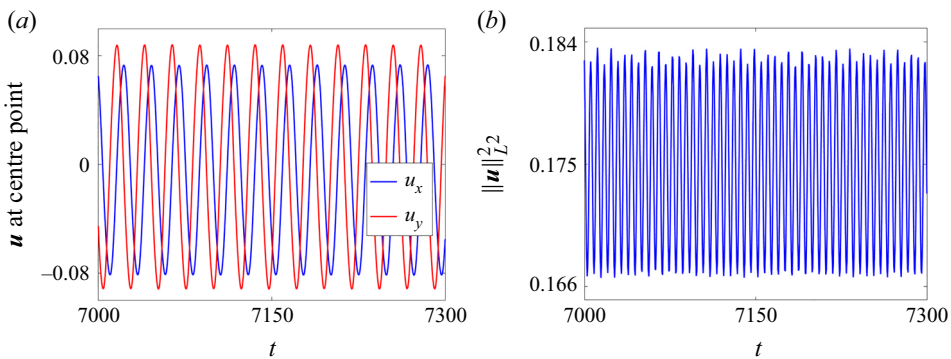 (a)
0.08
0
–0.08
u at centre point
u_x
u_y
7000
7150
7300
t
(b)
0.184
0.175
0.166
||u||²_L²
7000
7150
7300
t